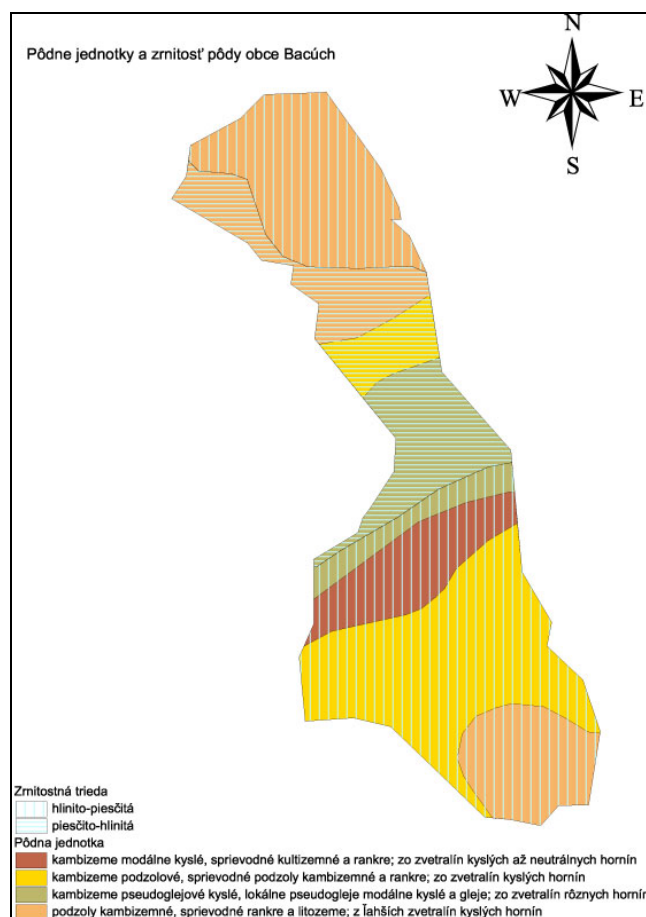 Pôdne jednotky a zrnitosť pôdy obce Bacúch
N
W
E
S
Zrnitostná trieda
hlinito-piesčitá
piesčito-hlinitá
Pôdna jednotka
kambizeme modálne kyslé, sprievodné kultizemné a rankre; zo zvetralín kyslých až neutrálnych hornín
kambizeme podzolové, sprievodné podzoly kambizemné a rankre; zo zvetralín kyslých hornín
kambizeme pseudoglejové kyslé, lokálne pseudogleje modálne kyslé a gleje; zo zvetralín rôznych hornín
podzoly kambizemné, sprievodné rankre a litozeme; z ľahších zvetralín kyslých hornín